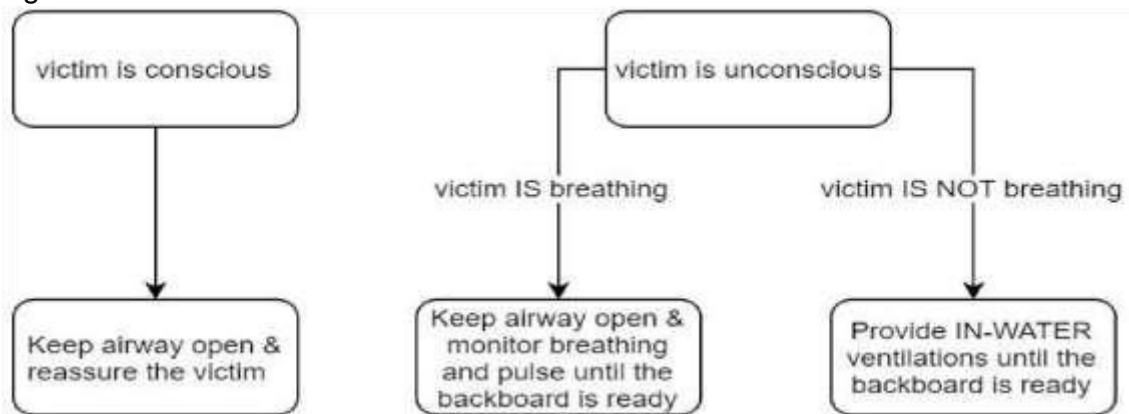 victim is conscious
victim is unconscious
victim IS breathing
victim IS NOT breathing
Keep airway open &
reassure the victim
Keep airway open &
monitor breathing
and pulse until the
backboard is ready
Provide IN-WATER
ventilations until the
backboard is ready